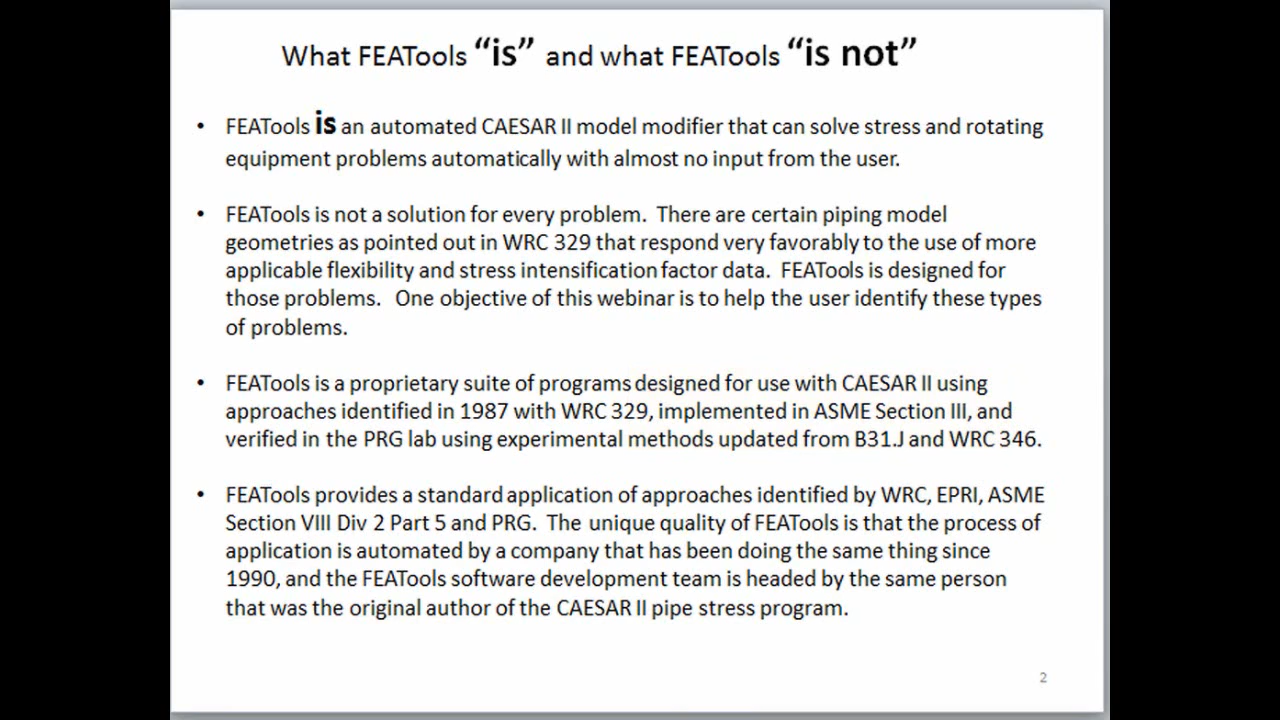 What FEATools “is” and what FEATools “is not”
• FEATools is an automated CAESAR II model modifier that can solve stress and rotating
equipment problems automatically with almost no input from the user.
• FEATools is not a solution for every problem. There are certain piping model
geometries as pointed out in WRC 329 that respond very favorably to the use of more
applicable flexibility and stress intensification factor data. FEATools is designed for
those problems. One objective of this webinar is to help the user identify these types
of problems.
• FEATools is a proprietary suite of programs designed for use with CAESAR II using
approaches identified in 1987 with WRC 329, implemented in ASME Section III, and
verified in the PRG lab using experimental methods updated from B31.J and WRC 346.
• FEATools provides a standard application of approaches identified by WRC, EPRI, ASME
Section VIII Div 2 Part 5 and PRG. The unique quality of FEATools is that the process of
application is automated by a company that has been doing the same thing since
1990, and the FEATools software development team is headed by the same person
that was the original author of the CAESAR II pipe stress program.
2